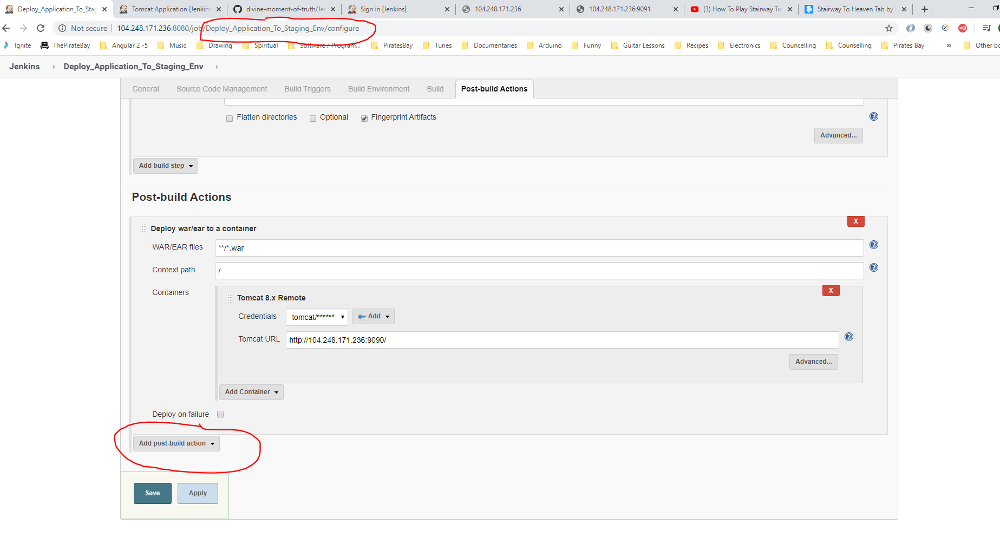 Deploy_Application_To_Stag
Tomcat Application [Jenkins
divine-moment-of-truth/Jer
Sign in [Jenkins]
104.248.171.236
104.248.171.236:9091
(3) How To Play Stairway To
Stairway To Heaven Tab by
Not secure
104.248.171.236:8080/job/Deploy_Application_To_Staging_Env/configure
Ignite
ThePirateBay
Angular 2 -5
Music
Drawing
Spiritual
Software / Program...
PiratesBay
Tunes
Documentaries
Arduino
Funny
Guitar Lessons
Recipes
Electronics
Councelling
Counselling
Pirates Bay
»
Other bo
Jenkins
Deploy_Application_To_Staging_Env
General
Source Code Management
Build Triggers
Build Environment
Build
Post-build Actions
Flatten directories
Optional
Fingerprint Artifacts
Advanced...
Add build step
Post-build Actions
X
Deploy war/ear to a container
WAR/EAR files
**/*.war
Context path
/
Containers
X
Tomcat 8.x Remote
Credentials
tomcat/******
Add
Tomcat URL
http://104.248.171.236:9090/
Advanced...
Add Container
Deploy on failure
Add post-build action
Save
Apply